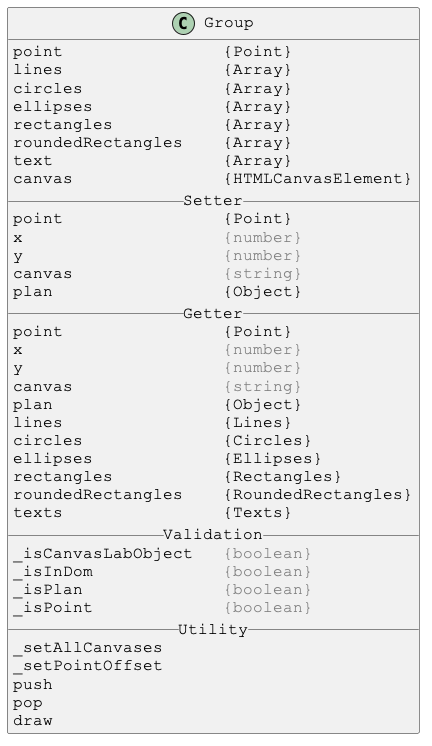 C Group
point {Point}
lines {Array}
circles {Array}
ellipses {Array}
rectangles {Array}
roundedRectangles {Array}
text {Array}
canvas {HTMLCanvasElement}
Setter
point {Point}
x {number}
y {number}
canvas {string}
plan {Object}
Getter
point {Point}
x {number}
y {number}
canvas {string}
plan {Object}
lines {Lines}
circles {Circles}
ellipses {Ellipses}
rectangles {Rectangles}
roundedRectangles {RoundedRectangles}
texts {Texts}
Validation
_isCanvasLabObject {boolean}
_isInDom {boolean}
_isPlan {boolean}
_isPoint {boolean}
Utility
_setAllCanvases
_setPointOffset
push
pop
draw